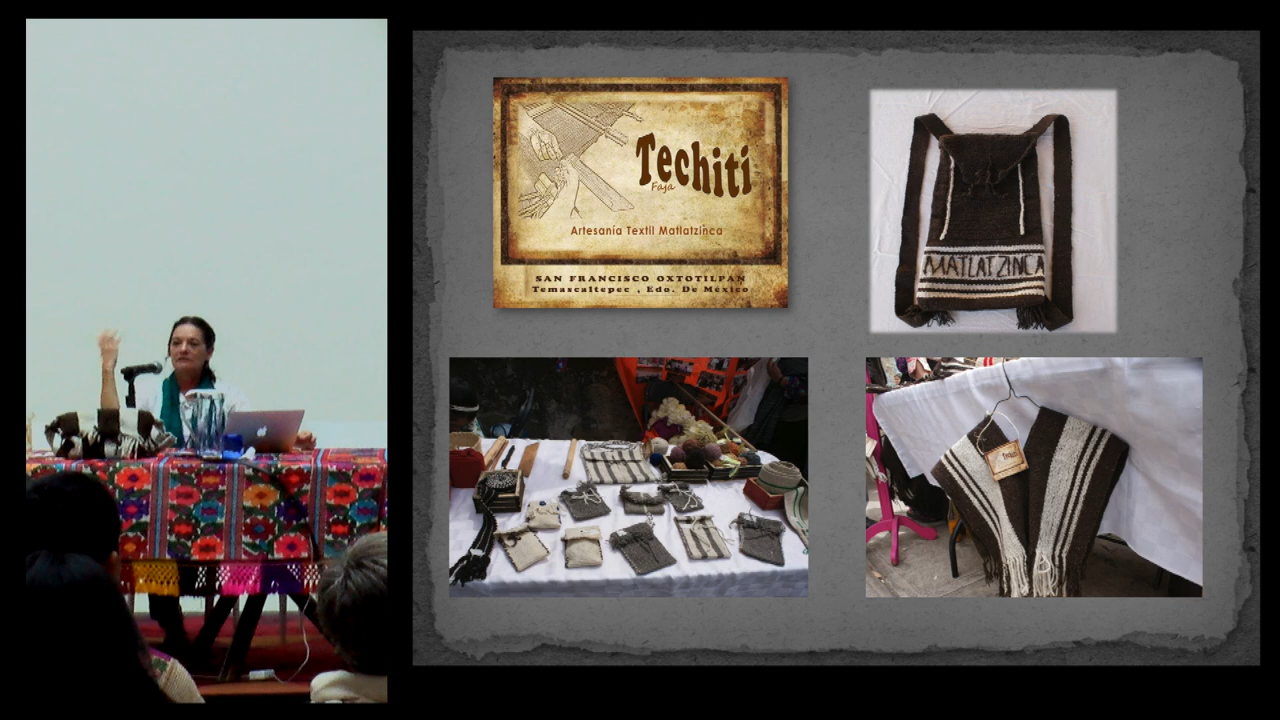 Techiti
Faja
Artesanía Textil Matlatzinca
SAN FRANCISCO OXTOTILPAN
Temascaltepec , Edo. De México
MATLATZINCA